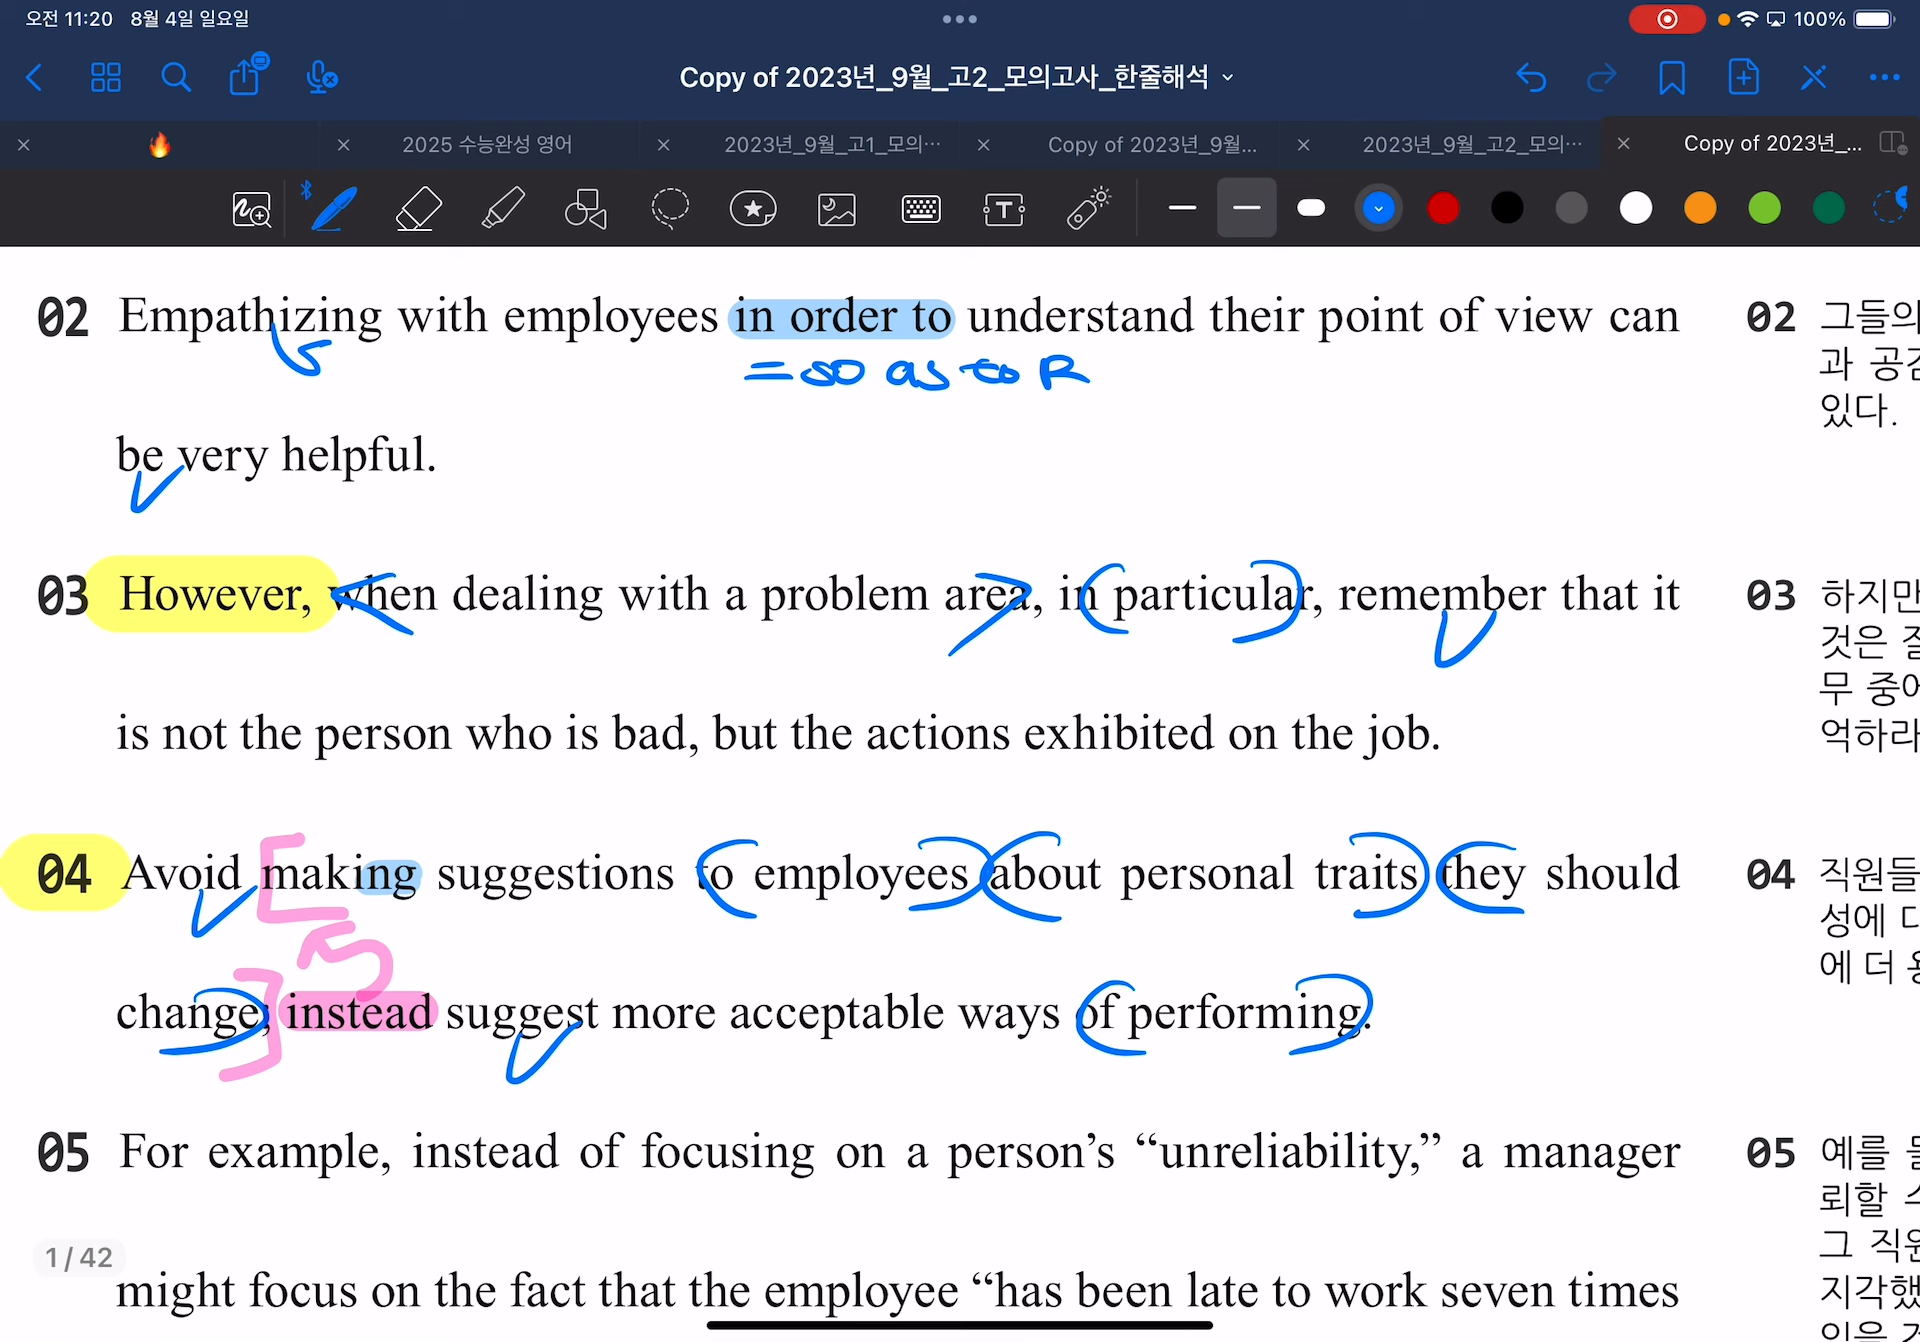 오전 11:20 8월 4일 일요일
100%
Copy of 2023년_9월_고2_모의고사_한줄해석
2025 수능완성 영어
2023년_9월_고1_모의…
Copy of 2023년_9월...
2023년_9월_고2_모의…
Copy of 2023년_...
02 Empathizing with employees in order to understand their point of view can
S
= so as to R
be very helpful.
V
03 However, when dealing with a problem area, in particular, remember that it
V
is not the person who is bad, but the actions exhibited on the job.
04 Avoid making suggestions to employees about personal traits they should
V
change; instead suggest more acceptable ways of performing.
V
05 For example, instead of focusing on a person's “unreliability,” a manager
might focus on the fact that the employee “has been late to work seven times
02 그들의
과
있다.
03 하지만
것은
무 중에
억하라
04 직원들
성에
에 더
05 예를
뢰할
그 직원
지각했
1 / 42